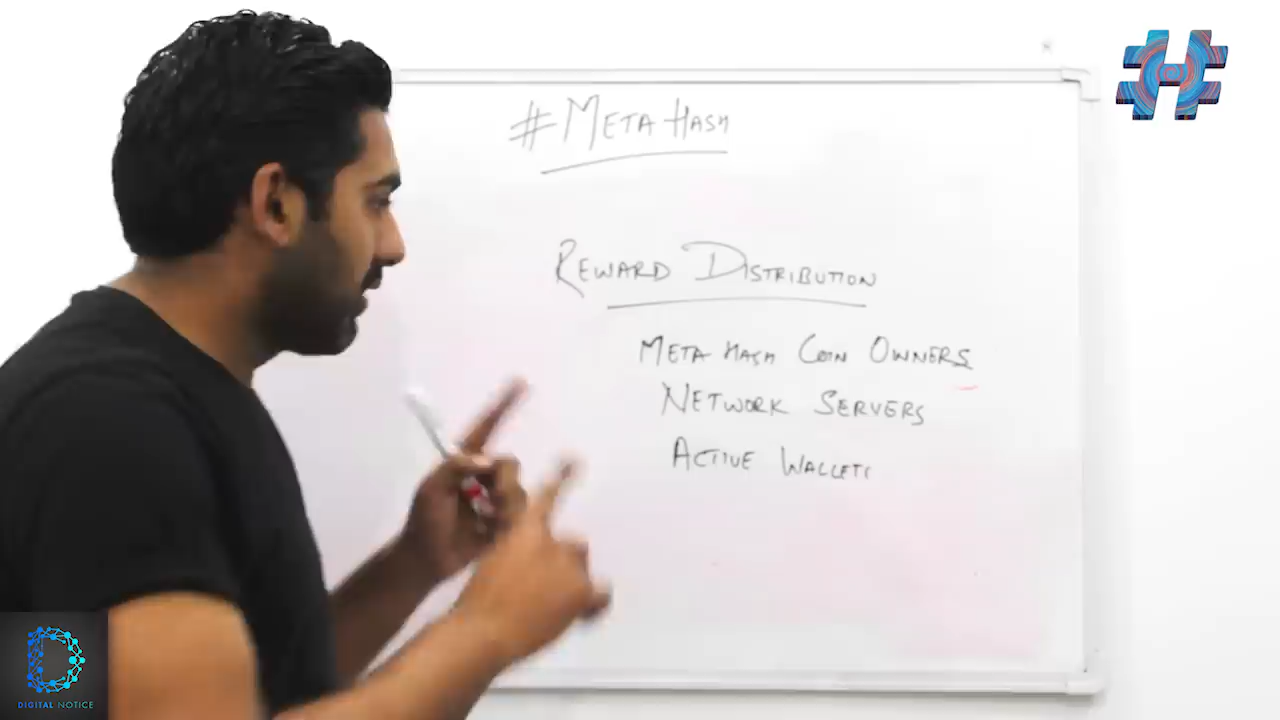 #META HASH
REWARD DISTRIBUTION
META HASH COIN OWNERS
NETWORK SERVERS
ACTIVE WALLETS
DIGITAL NOTICE